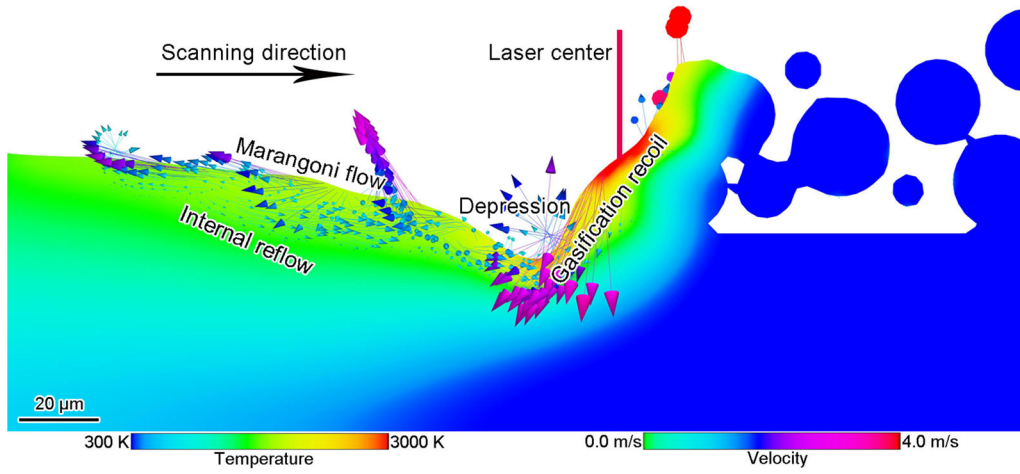 Scanning direction
Laser center
Marangoni flow
Depression
Gasification recoil
Internal reflow
20 µm
300 K
3000 K
Temperature
0.0 m/s
4.0 m/s
Velocity